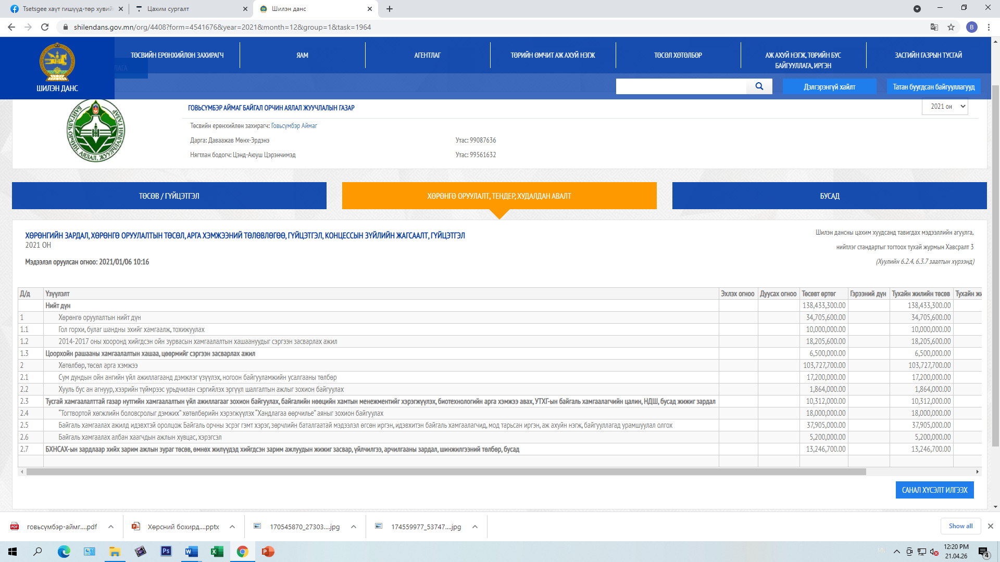 Tsetsgee хаүт гишүүд-төр хувий
Цахим сургалт
Шилэн данс
shilendans.gov.mn/org/4408?form=4541676&year=2021&month=12&group=1&task=1964
B
ТӨСВИЙН ЕРӨНХИЙЛӨН ЗАХИРАГЧ
ЯАМ
АГЕНТЛАГ
ТӨРИЙН ӨМЧИТ АЖ АХУЙ НЭГЖ
ТӨСӨЛ ХӨТӨЛБӨР
АЖ АХУЙ НЭГЖ, ТӨРИЙН БУС
БАЙГУУЛЛАГА, ИРГЭН
ЗАСГИЙН ГАЗРЫН ТУСГАЙ
ШИЛЭН ДАНС
Дэлгэрэнгүй хайлт
Татан буугдсан байгууллагууд
БАЙГАЛЬ ОРЧИН, АЯЛАЛ, ЖУУЛЧЛАЛЫН ГАЗАР
ГОВЬСҮМБЭР АЙМАГ БАЙГАЛ ОРЧИН АЯЛАЛ ЖУУЧЛАЛЫН ГАЗАР
2021 он
Төсвийн ерөнхийлөн захирагч: Говьсүмбэр Аймаг
Дарга: Даваажав Мөнх-Эрдэнэ
Утас: 99087636
Нягтлан бодогч: Цэнд-Аюуш Цэрэнчимэд
Утас: 99561632
ТӨСӨВ / ГҮЙЦЭТГЭЛ
ХӨРӨНГӨ ОРУУЛАЛТ, ТЕНДЕР, ХУДАЛДАН АВАЛТ
БУСАД
ХӨРӨНГИЙН ЗАРДАЛ, ХӨРӨНГӨ ОРУУЛАЛТЫН ТӨСӨЛ, АРГА ХЭМЖЭЭНИЙ ТӨЛӨВЛӨГӨӨ, ГҮЙЦЭТГЭЛ, КОНЦЕССЫН ЗҮЙЛИЙН ЖАГСААЛТ, ГҮЙЦЭТГЭЛ
2021 ОН
Мэдээлэл оруулсан огноо: 2021/01/06 10:16
Шилэн дансны цахим хуудсанд тавигдах мэдээллийн агуулга,
нийтлэг стандартыг тогтоох тухай журмын Хавсралт 3
(Хуулийн 6.2.4, 6.3.7 заалтын хүрээнд)
Д/д Үзүүлэлт Эхлэх огноо Дуусах огноо Төсөвт өртөг Гэрээний дүн Тухайн жилийн төсөв Тухайн жи
Нийт дүн 138,433,300.00 138,433,300.00
1 Хөрөнгө оруулалтын нийт дүн 34,705,600.00 34,705,600.00
1.1 Гол горхи, булаг шандны эхийг хамгаалж, тохижуулах 10,000,000.00 10,000,000.00
1.2 2014-2017 оны хооронд хийгдсэн ойн зурвасын хамгаалалтын хашаануудыг сэргээн засварлах ажил 18,205,600.00 18,205,600.00
1.3 Цоорхойн рашааны хамгаалалтын хашаа, цөөрмийг сэргээн засварлах ажил 6,500,000.00 6,500,000.00
2 Хөтөлбөр, төсөл арга хэмжээ 103,727,700.00 103,727,700.00
2.1 Сум дундын ойн ангийн үйл ажиллагаанд дэмжлэг үзүүлэх, ногоон байгууламжийн усалгааны төлбөр 17,200,000.00 17,200,000.00
2.2 Хууль бус ан агнуур, хээрийн түймрээс урьдчилан сэргийлэх эргүүл шалгалтын ажлыг зохион байгуулах 1,864,000.00 1,864,000.00
2.3 Тусгай хамгаалалттай газар нутгийн хамгаалалтын үйл ажиллагааг зохион байгуулах, байгалийн нөөцийн хамтын менежментийг хэрэгжүүлэх, биотехнологийн арга хэмжээ авах, УТХГ-ын байгаль хамгаалагчийн цалин, НДШ, бусад жижиг зардал 10,312,000.00 10,312,000.00
2.4 “Тогтвортой хөгжлийн боловсролыг дэмжих” хөтөлбөрийн хэрэгжүүлэх “Хандлагаа өөрчилье” аяныг зохион байгуулах 18,000,000.00 18,000,000.00
2.5 Байгаль хамгаалах ажилд идэвхтэй оролцож Байгаль орчны эсрэг гэмт хэрэг, зөрчлийн баталгаатай мэдээлэл өгсөн иргэн, идэвхитэн байгаль хамгаалагчид, мод тарьсан иргэн, аж ахуйн нэгж, байгууллагад урамшуулал олгох 37,905,000.00 37,905,000.00
2.6 Байгаль хамгаалах албан хаагчдын ажлын хувцас, хэрэгсэл 5,200,000.00 5,200,000.00
2.7 БХНСАХ-ын зардлаар хийх зарим ажлын зураг төсөв, өмнөх жилүүдэд хийгдсэн зарим ажлуудын жижиг засвар, үйлчилгээ, арчилгааны зардал, шинжилгээний төлбөр, бусад 13,246,700.00 13,246,700.00
САНАЛ ХҮСЭЛТ ИЛГЭЭХ
говьсүмбэр-аймг....pdf
Хөрсний бохирд....pptx
170545870_27303....jpg
174559977_53747....jpg
Show all
12:20 PM
21.04.26
4